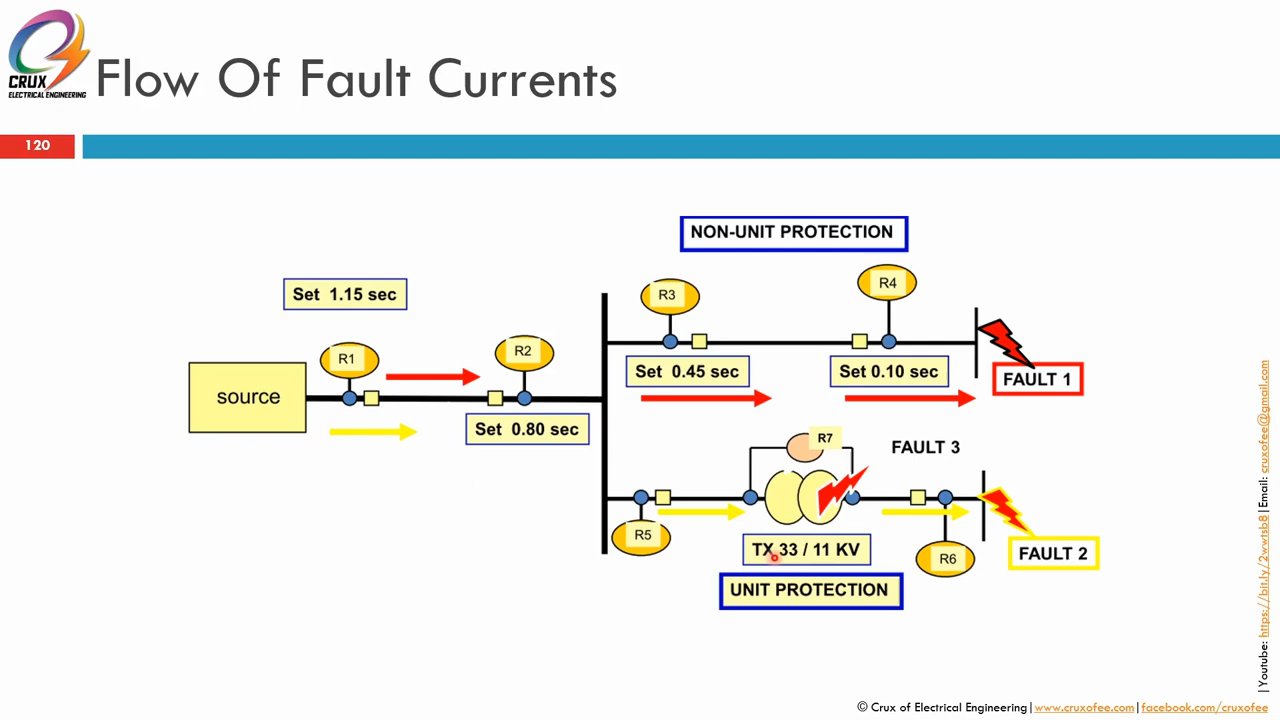 CRUX
ELECTRICAL ENGINEERING
Flow Of Fault Currents
120
NON-UNIT PROTECTION
Set 1.15 sec
R3
R4
R1
R2
source
Set 0.45 sec
Set 0.10 sec
FAULT 1
Set 0.80 sec
R7
FAULT 3
R5
TX 33 / 11 KV
R6
FAULT 2
UNIT PROTECTION
| Youtube: https://bit.ly/2wwtsb8 | Email: cruxofee@gmail.com
© Crux of Electrical Engineering | www.cruxofee.com | facebook.com/cruxofee